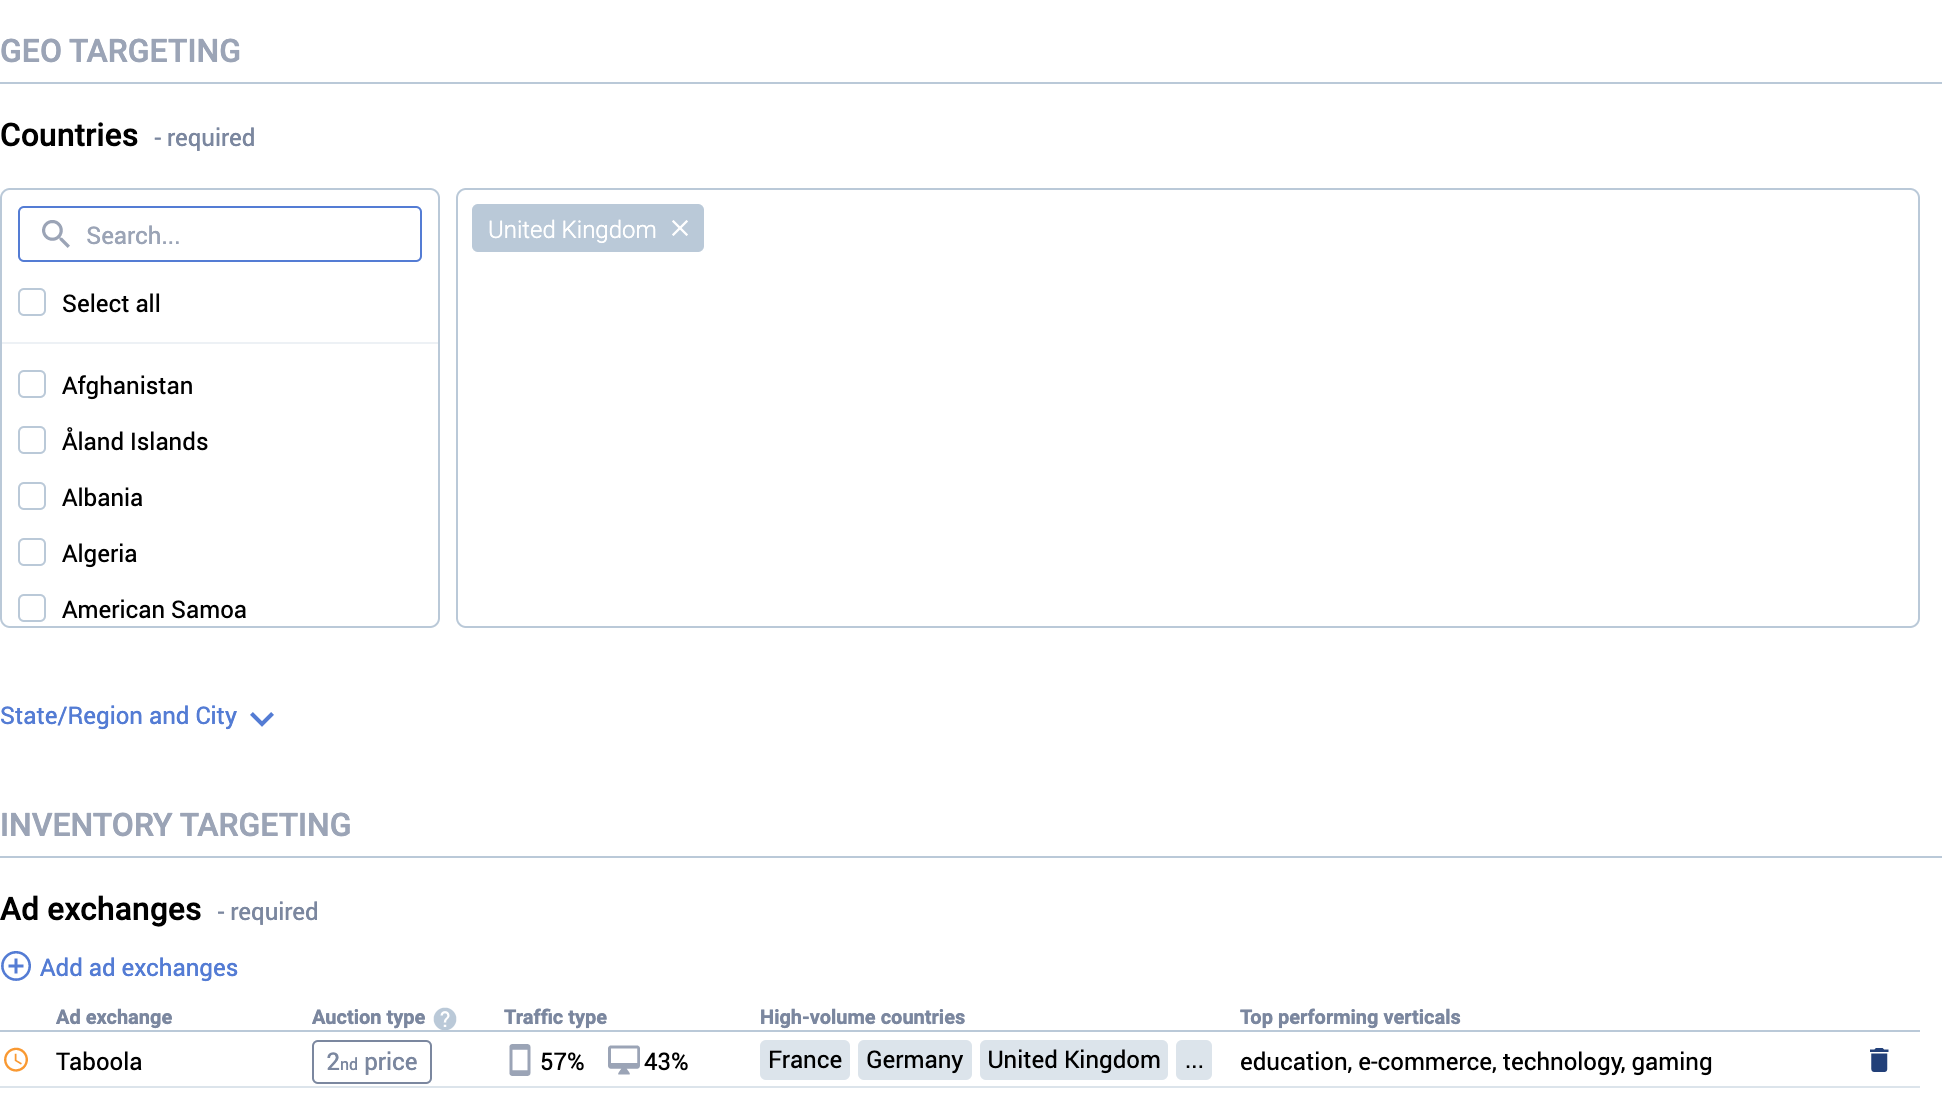 GEO TARGETING
Countries - required
Search...
United Kingdom
Select all
Afghanistan
Åland Islands
Albania
Algeria
American Samoa
State/Region and City
INVENTORY TARGETING
Ad exchanges - required
Add ad exchanges
Ad exchange Auction type ? Traffic type High-volume countries Top performing verticals
Taboola 2nd price 57% 43% France Germany United Kingdom ... education, e-commerce, technology, gaming